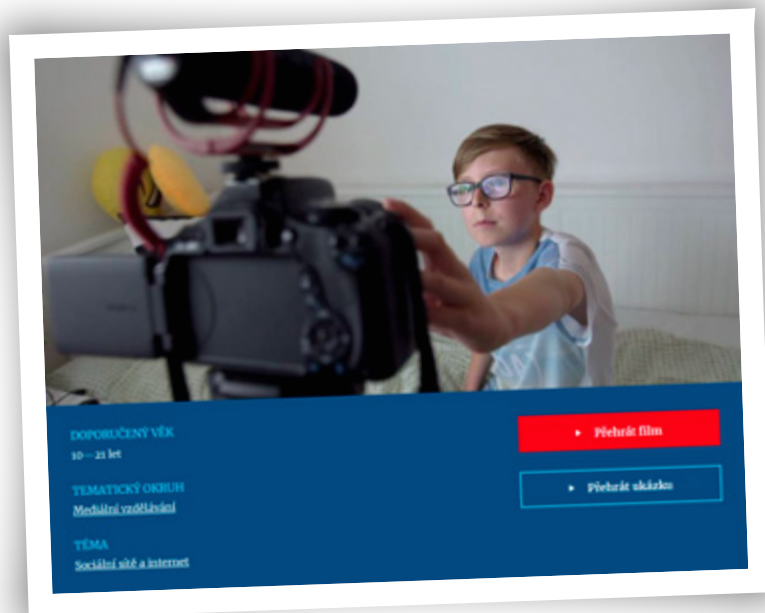 DOPORUČENÝ VĚK
10—21 let
TEMATICKÝ OKRUH
Mediální vzdělávání
TÉMA
Sociální sítě a internet
▸ Přehrát film
▸ Přehrát ukázku